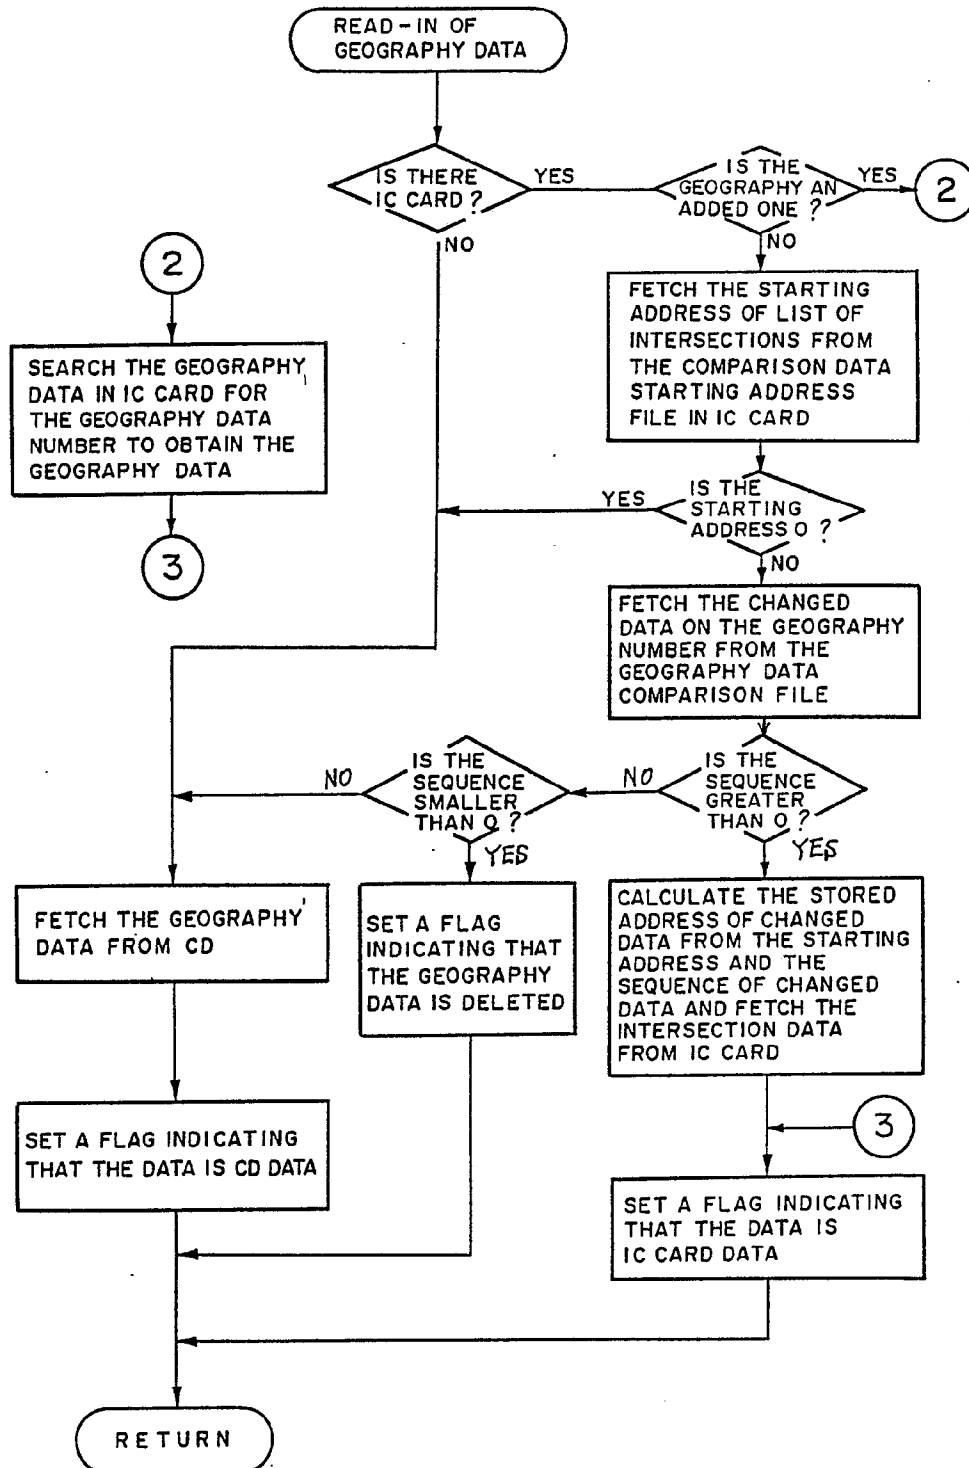 READ-IN OF
GEOGRAPHY DATA
IS THERE
IC CARD?
YES
NO
IS THE
GEOGRAPHY AN
ADDED ONE?
YES
2
NO
2
SEARCH THE GEOGRAPHY
DATA IN IC CARD FOR
THE GEOGRAPHY DATA
NUMBER TO OBTAIN THE
GEOGRAPHY DATA
3
FETCH THE STARTING
ADDRESS OF LIST OF
INTERSECTIONS FROM
THE COMPARISON DATA
STARTING ADDRESS
FILE IN IC CARD
IS THE
STARTING
ADDRESS 0?
YES
NO
FETCH THE CHANGED
DATA ON THE GEOGRAPHY
NUMBER FROM THE
GEOGRAPHY DATA
COMPARISON FILE
IS THE
SEQUENCE
GREATER
THAN 0?
NO
YES
IS THE
SEQUENCE
SMALLER
THAN 0?
NO
YES
FETCH THE GEOGRAPHY
DATA FROM CD
SET A FLAG
INDICATING THAT
THE GEOGRAPHY
DATA IS DELETED
CALCULATE THE STORED
ADDRESS OF CHANGED
DATA FROM THE STARTING
ADDRESS AND THE
SEQUENCE OF CHANGED
DATA AND FETCH THE
INTERSECTION DATA
FROM IC CARD
3
SET A FLAG INDICATING
THAT THE DATA IS CD DATA
SET A FLAG INDICATING
THAT THE DATA IS
IC CARD DATA
RETURN